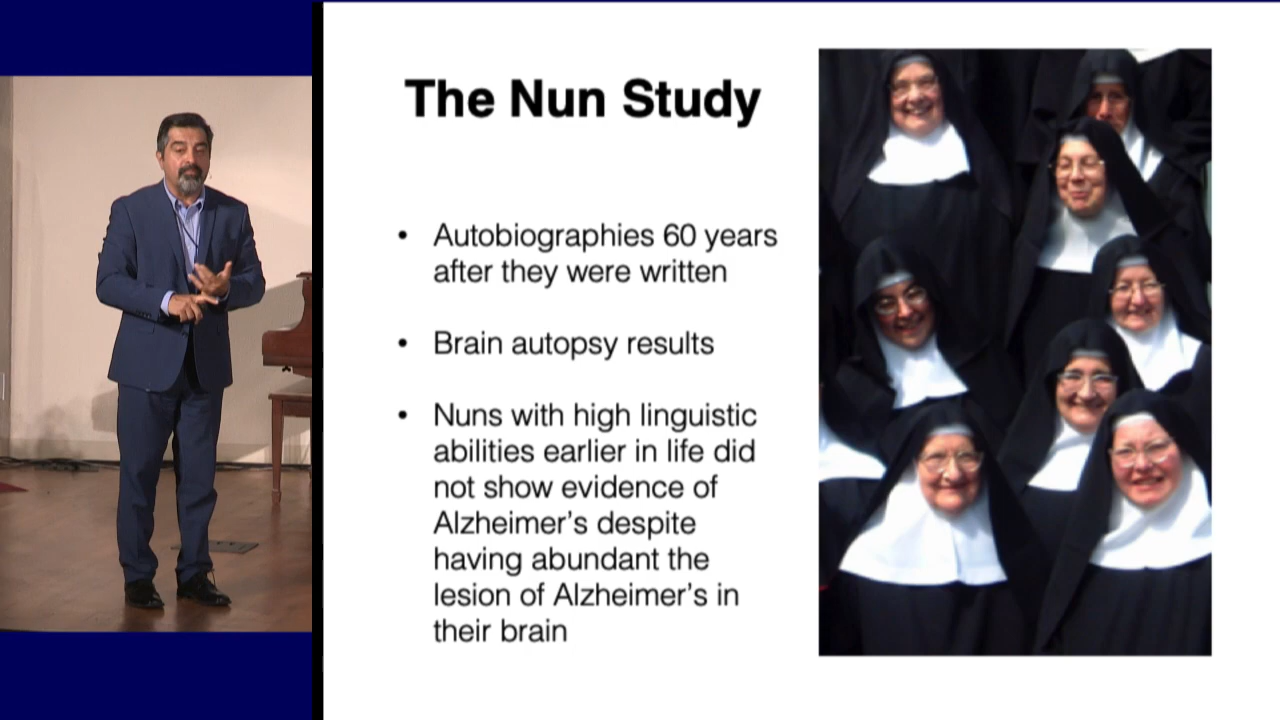 The Nun Study
• Autobiographies 60 years
after they were written
• Brain autopsy results
• Nuns with high linguistic
abilities earlier in life did
not show evidence of
Alzheimer’s despite
having abundant the
lesion of Alzheimer’s in
their brain